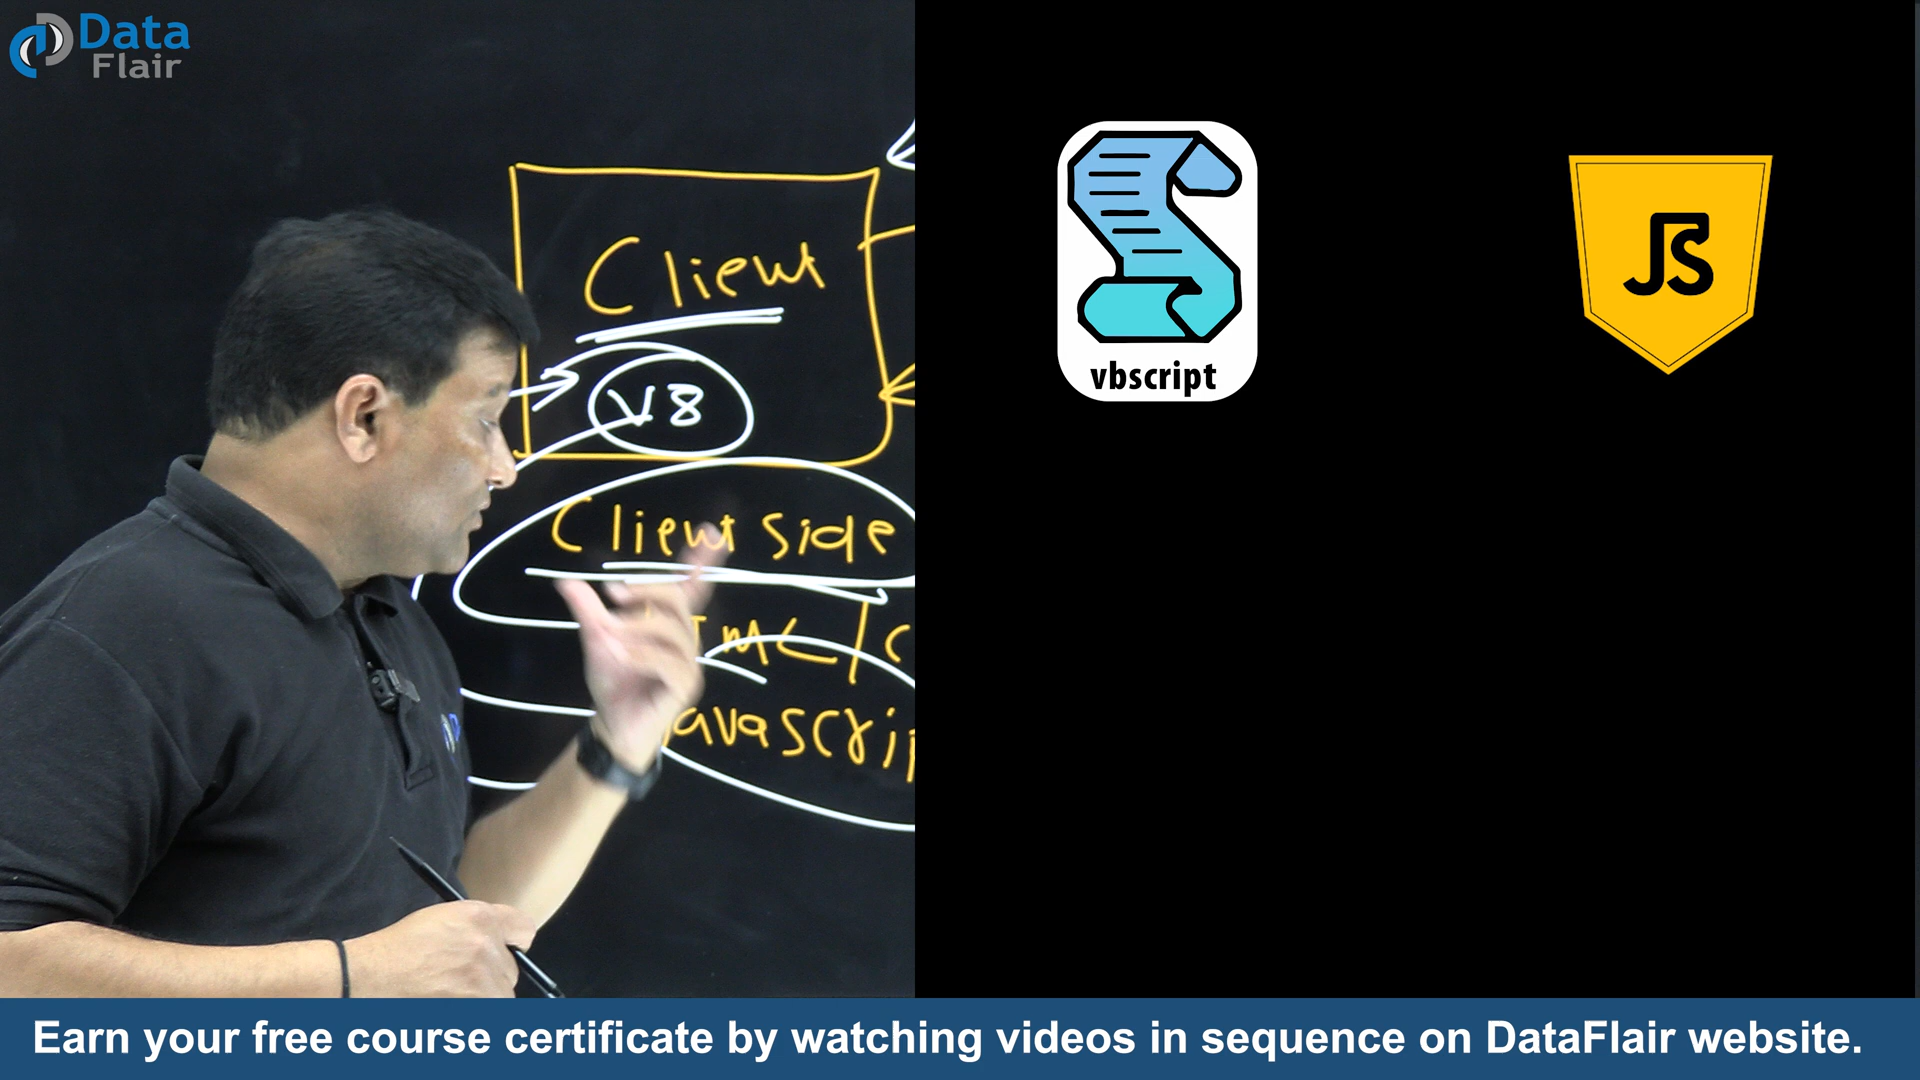 Data
Flair
Client
V8
Client side
vbscript
JS
Earn your free course certificate by watching videos in sequence on DataFlair website.